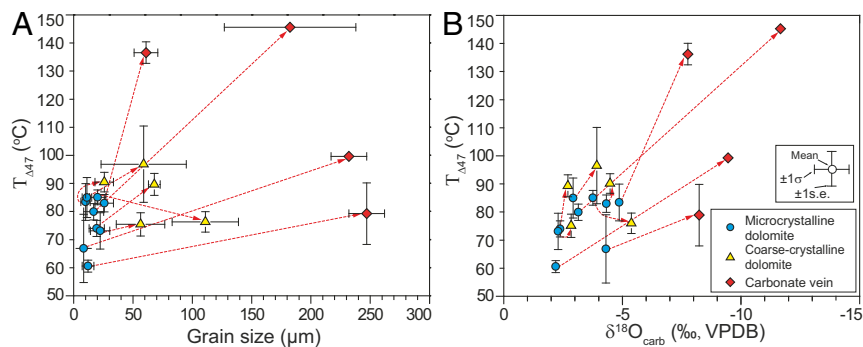 A
150
140
130
120
110
100
90
80
70
60
50
TΔ47 (ºC)
0 50 100 150 200 250 300
Grain size (μm)
B
150
140
130
120
110
100
90
80
70
60
50
TΔ47 (ºC)
0 -5 -10 -15
δ18Ocarb (‰, VPDB)
Mean
±1σ
±1s.e.
Microcrystalline
dolomite
Coarse-crystalline
dolomite
Carbonate vein